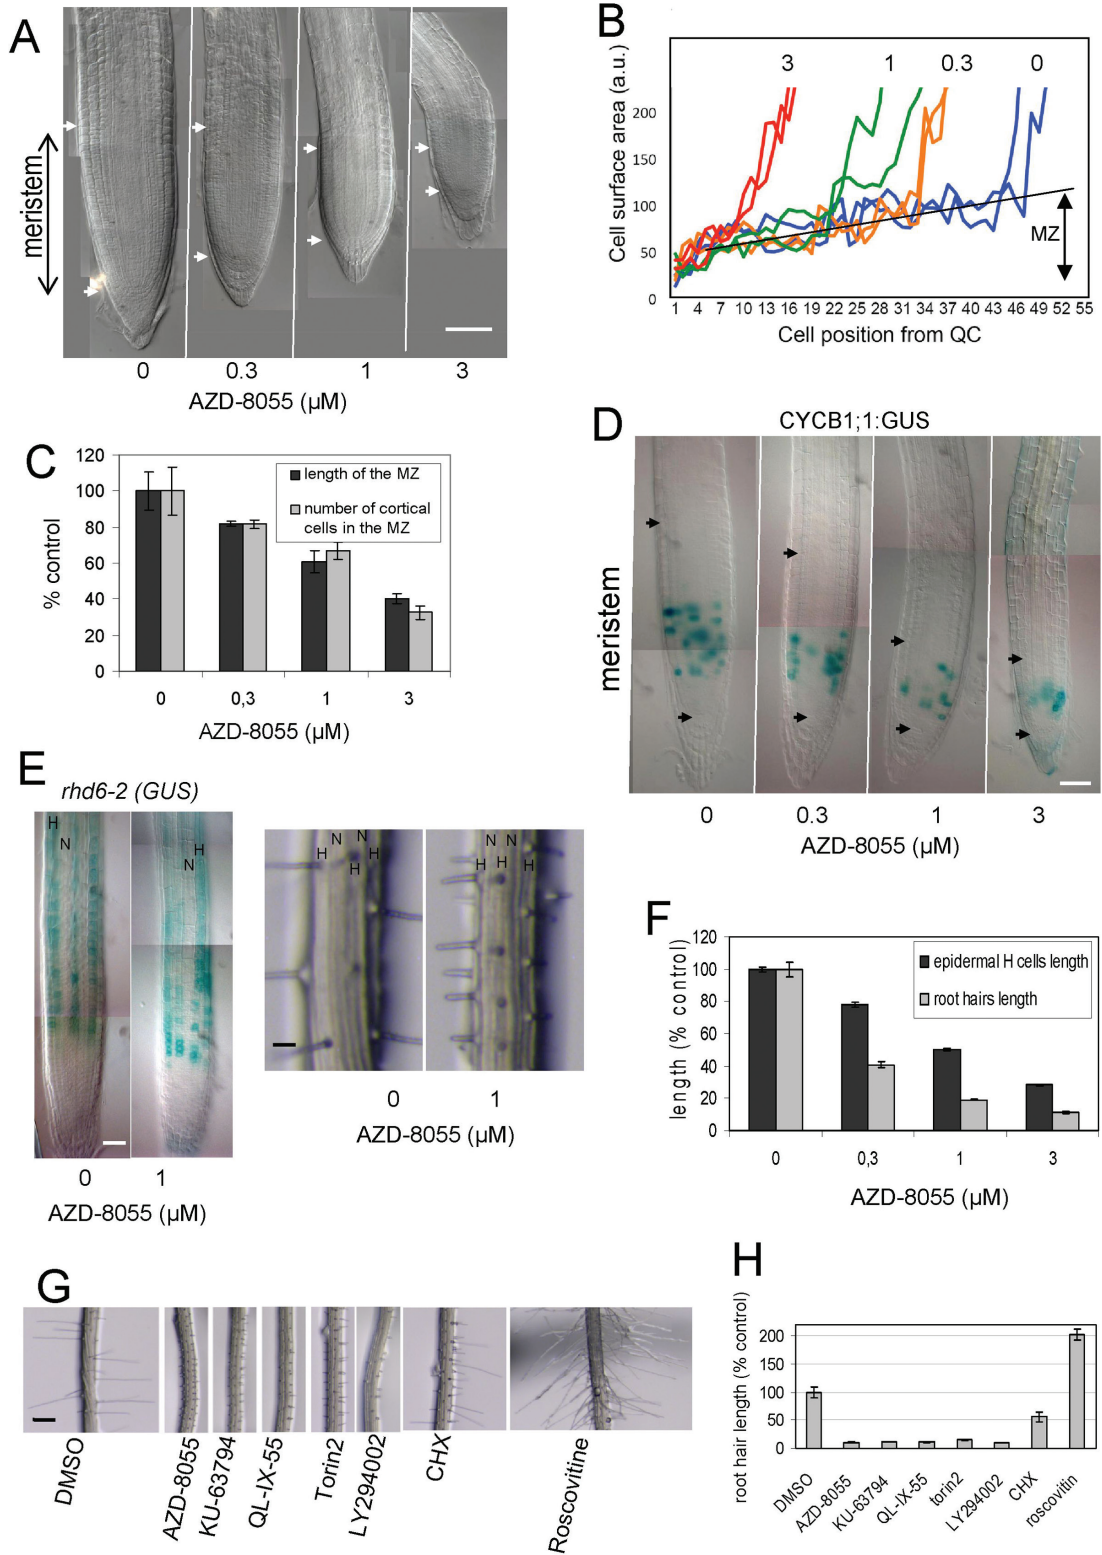 A
meristem
0 0.3 1 3
AZD-8055 (µM)
B
Cell surface area (a.u.)
200
150
100
50
0
3 1 0.3 0
MZ
1 4 7 10 13 16 19 22 25 28 31 34 37 40 43 46 49 52 55
Cell position from QC
C
% control
120
100
80
60
40
20
0
length of the MZ
number of cortical
cells in the MZ
0 0,3 1 3
AZD-8055 (µM)
D
CYCB1;1:GUS
meristem
0 0.3 1 3
AZD-8055 (µM)
E
rhd6-2 (GUS)
H
N
H
N
0 1
AZD-8055 (µM)
N N
H H
H
N N
H H H
0 1
AZD-8055
(µM)
F
length (% control)
120
100
80
60
40
20
0
epidermal H cells length
root hairs length
0 0,3 1 3
AZD-8055 (µM)
G
DMSO
AZD-8055
KU-63794
QL-IX-55
Torin2
LY294002
CHX
Roscovitine
H
root hair length (% control)
200
150
100
50
0
DMSO
AZD-8055
KU-63794
QL-IX-55
torin2
LY294002
CHX
roscovitin